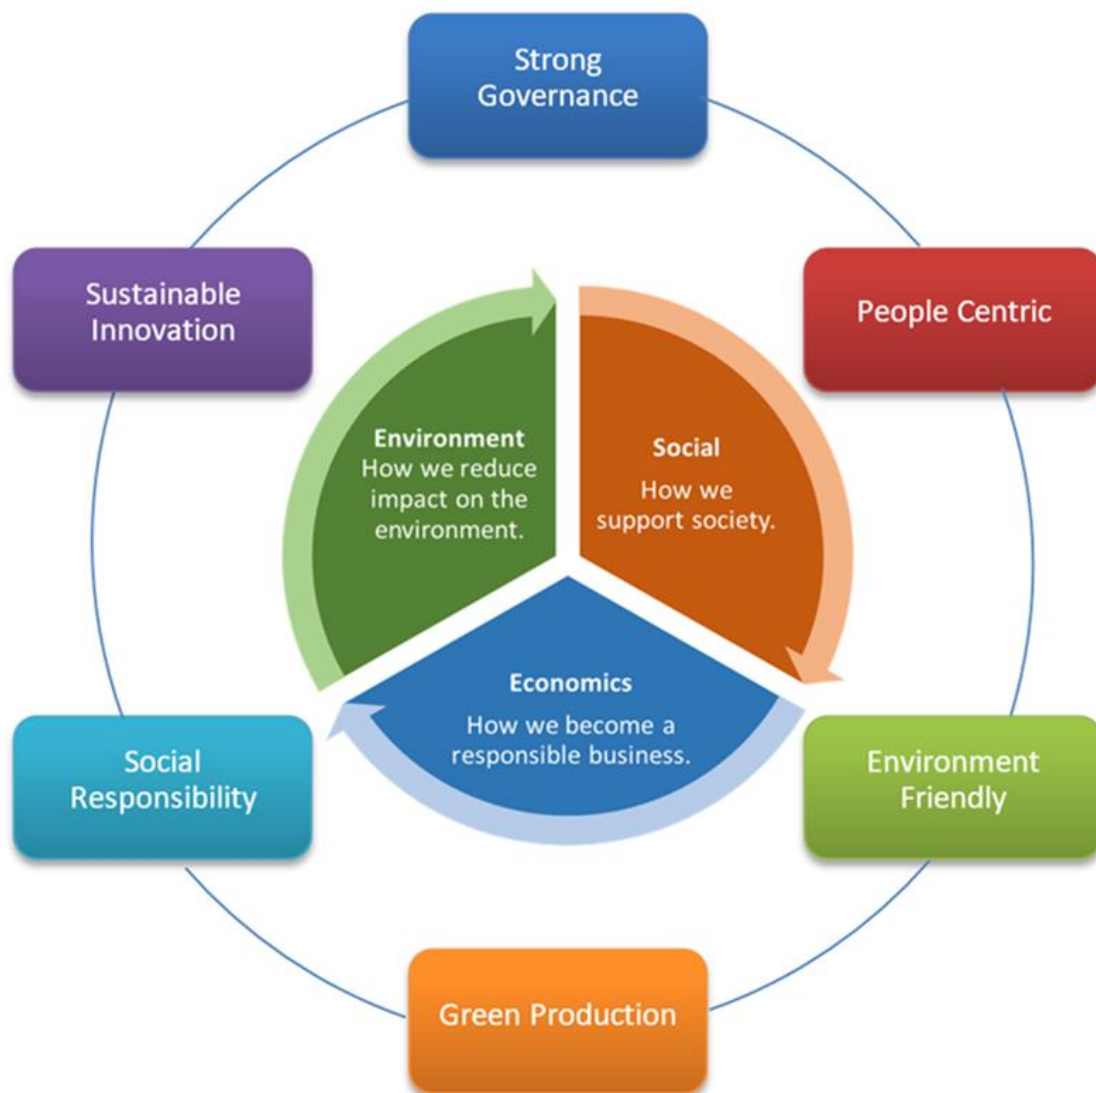 Strong
Governance
Sustainable
Innovation
People Centric
Environment
How we reduce
impact on the
environment.
Social
How we
support society.
Economics
How we become a
responsible business.
Social
Responsibility
Environment
Friendly
Green Production